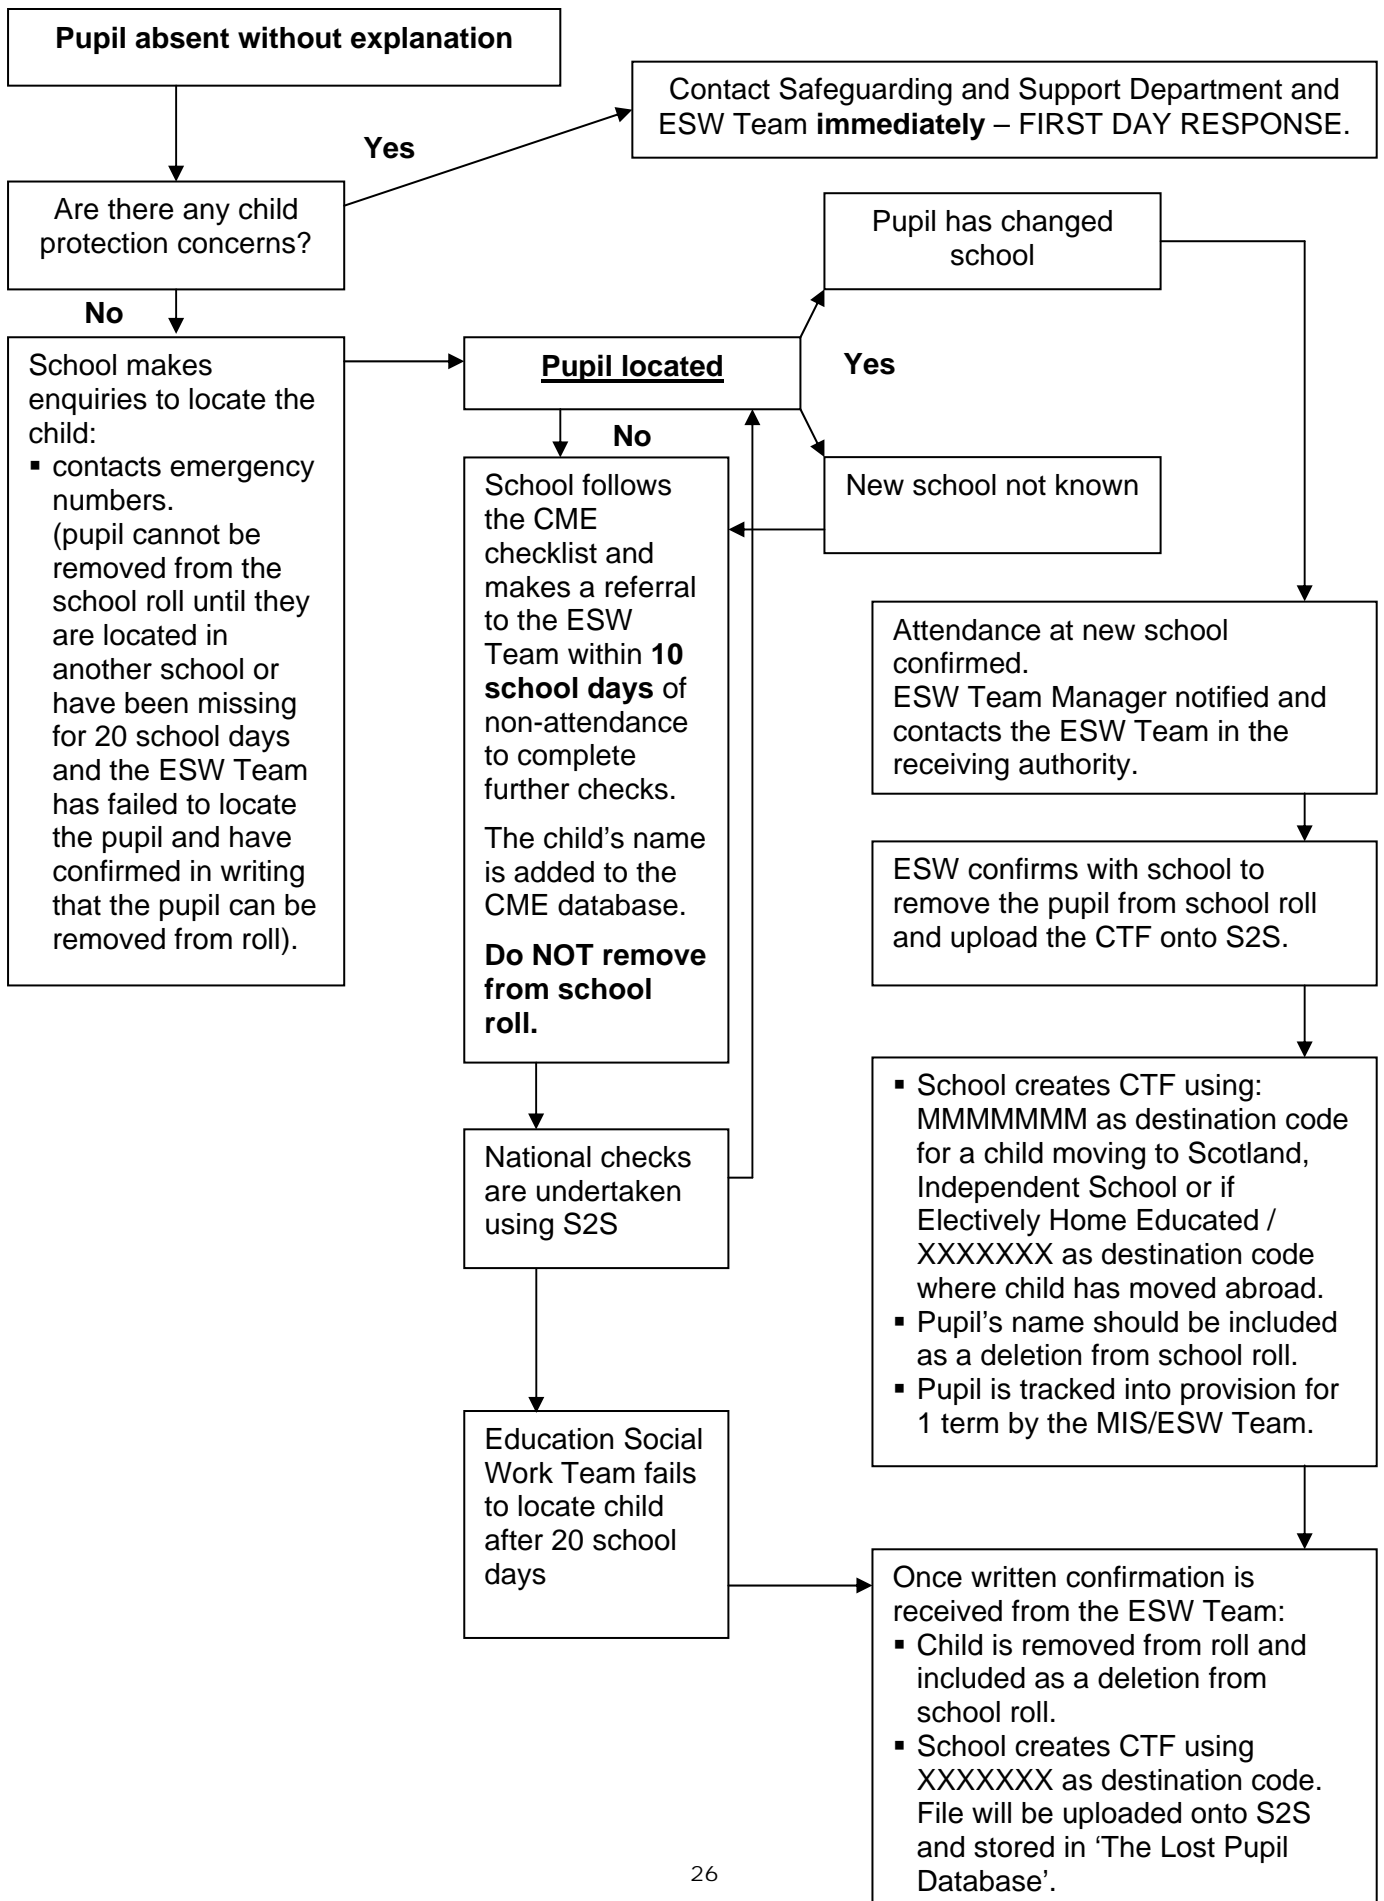 Pupil absent without explanation
Contact Safeguarding and Support Department and
ESW Team immediately – FIRST DAY RESPONSE.
Yes
Are there any child
protection concerns?
Pupil has changed
school
No
School makes
enquiries to locate the
child:
▪ contacts emergency
numbers.
(pupil cannot be
removed from the
school roll until they
are located in
another school or
have been missing
for 20 school days
and the ESW Team
has failed to locate
the pupil and have
confirmed in writing
that the pupil can be
removed from roll).
Pupil located
Yes
No
New school not known
School follows
the CME
checklist and
makes a referral
to the ESW
Team within 10
school days of
non-attendance
to complete
further checks.
The child’s name
is added to the
CME database.
Do NOT remove
from school
roll.
Attendance at new school
confirmed.
ESW Team Manager notified and
contacts the ESW Team in the
receiving authority.
ESW confirms with school to
remove the pupil from school roll
and upload the CTF onto S2S.
National checks
are undertaken
using S2S
▪ School creates CTF using:
MMMMMMM as destination code
for a child moving to Scotland,
Independent School or if
Electively Home Educated /
XXXXXXX as destination code
where child has moved abroad.
▪ Pupil’s name should be included
as a deletion from school roll.
▪ Pupil is tracked into provision for
1 term by the MIS/ESW Team.
Education Social
Work Team fails
to locate child
after 20 school
days
Once written confirmation is
received from the ESW Team:
▪ Child is removed from roll and
included as a deletion from
school roll.
▪ School creates CTF using
XXXXXXX as destination code.
File will be uploaded onto S2S
and stored in ‘The Lost Pupil
Database’.
26